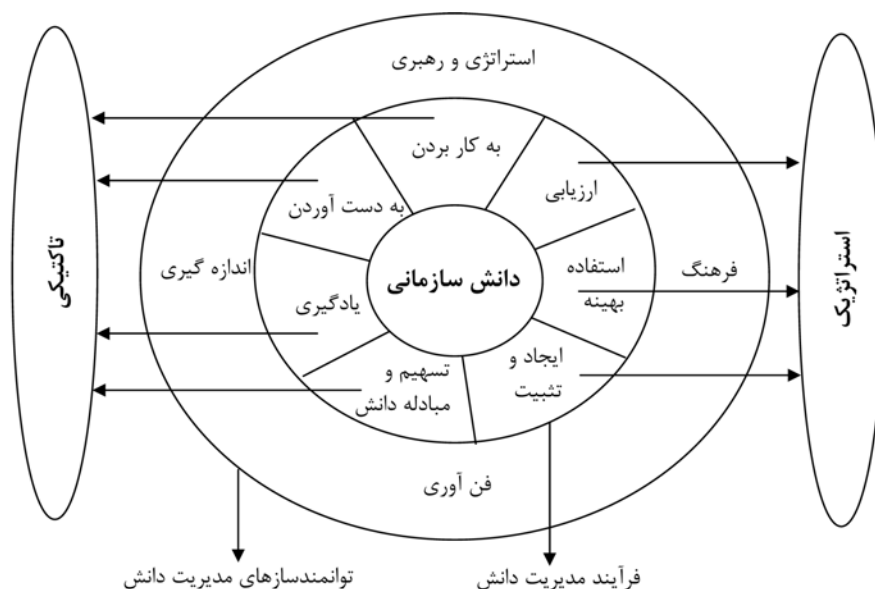 استراتژی و رهبری
به کار بردن
ارزیابی
به دست آوردن
استراتژیک
فرهنگ
استفاده
بهینه
دانش سازمانی
اندازه گیری
تاکتیکی
یادگیری
ایجاد و
تثبیت
تسهیم و
مبادله دانش
فن آوری
فرآیند مدیریت دانش
توانمندسازهای مدیریت دانش